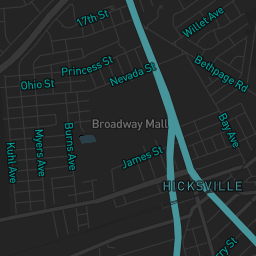 17th St
Willet Ave
Princess St
Nevada St
Bethpage Rd
Ohio St
Broadway Mall
Bay Ave
Kuhl Ave
Myers Ave
Burns Ave
James St
HICKSVILLE
St